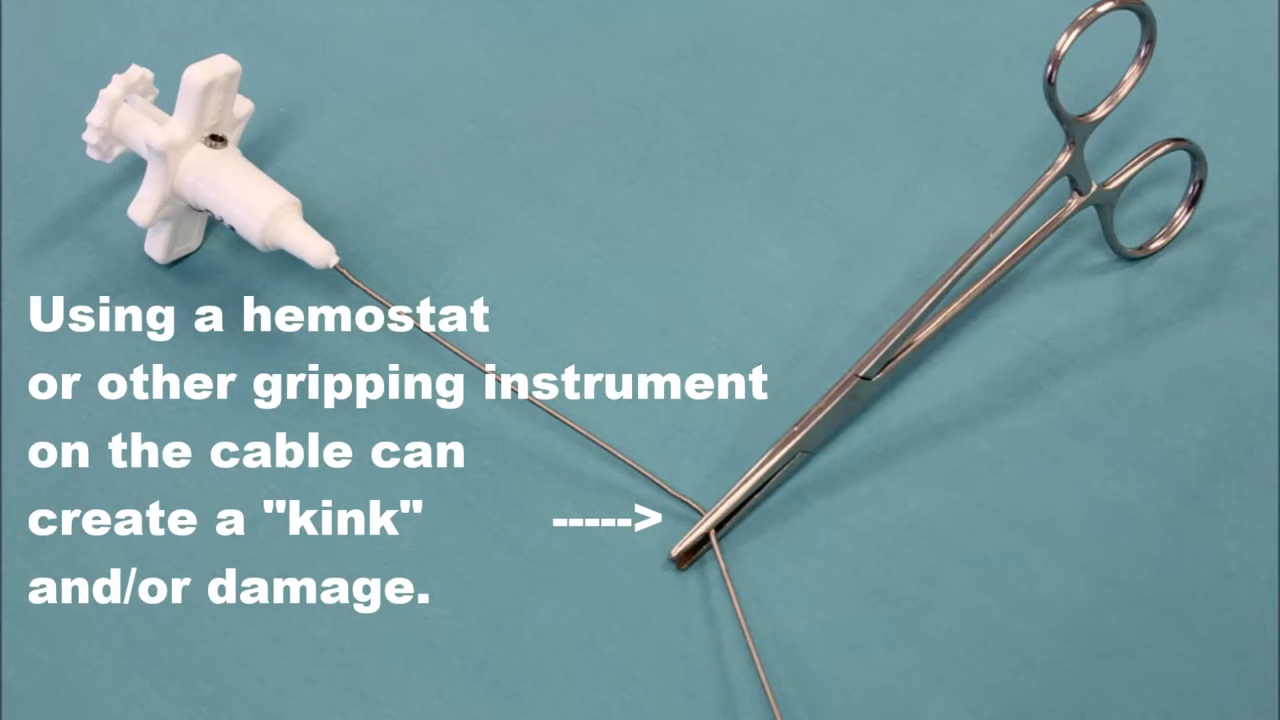 Using a hemostat
or other gripping instrument
on the cable can
create a "kink" ----->
and/or damage.